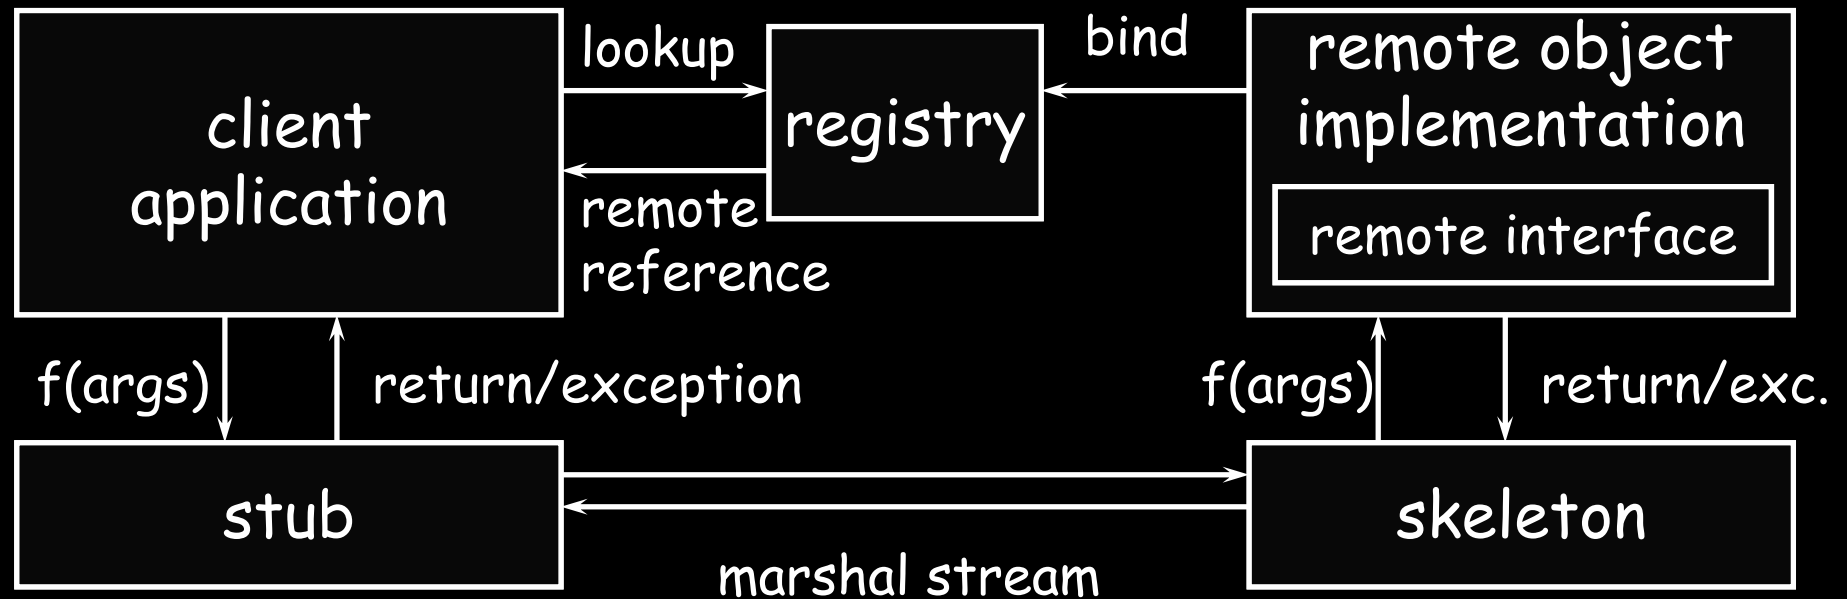 client
application
lookup
remote
reference
registry
bind
remote object
implementation
remote interface
f(args)
return/exception
f(args)
return/exc.
stub
marshal stream
skeleton